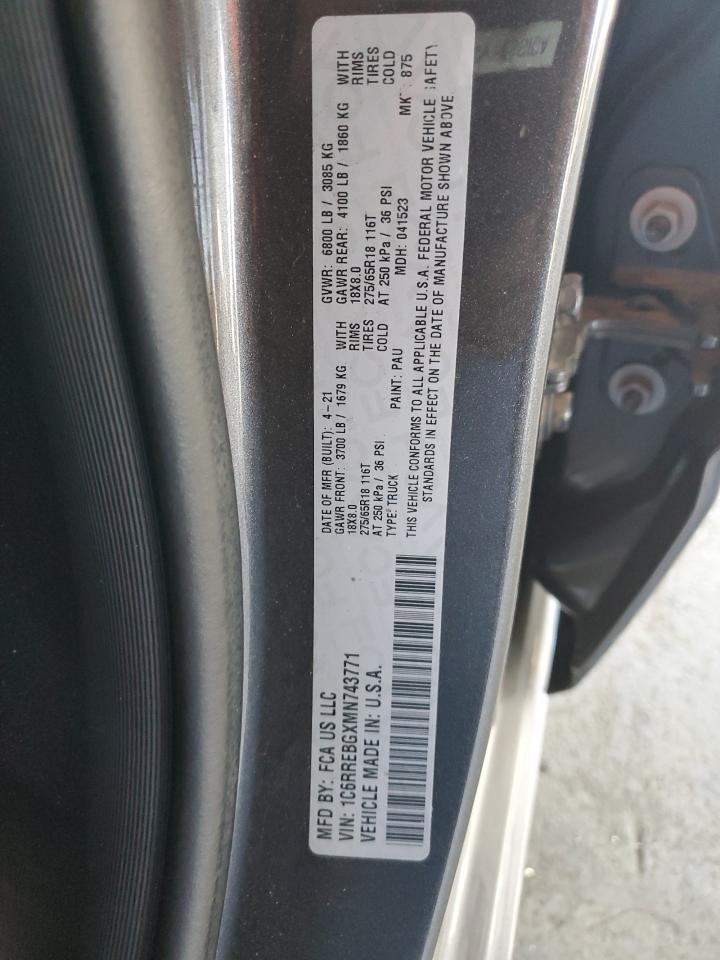 MFD BY: FCA US LLC
VIN: 1C6RREBGXMN743771
VEHICLE MADE IN: U.S.A.
DATE OF MFR (BUILT): 4-21
GAWR FRONT: 3700 LB / 1679 KG WITH
18X8.0 RIMS
275/65R18 116T TIRES
AT 250 kPa / 36 PSI COLD
TYPE: TRUCK PAINT: PAU
GVWR: 6800 LB / 3085 KG
GAWR REAR: 4100 LB / 1860 KG WITH
18X8.0 RIMS
275/65R18 116T TIRES
AT 250 kPa / 36 PSI COLD
MDH: 041523 875
THIS VEHICLE CONFORMS TO ALL APPLICABLE U.S.A. FEDERAL MOTOR VEHICLE SAFETY
STANDARDS IN EFFECT ON THE DATE OF MANUFACTURE SHOWN ABOVE